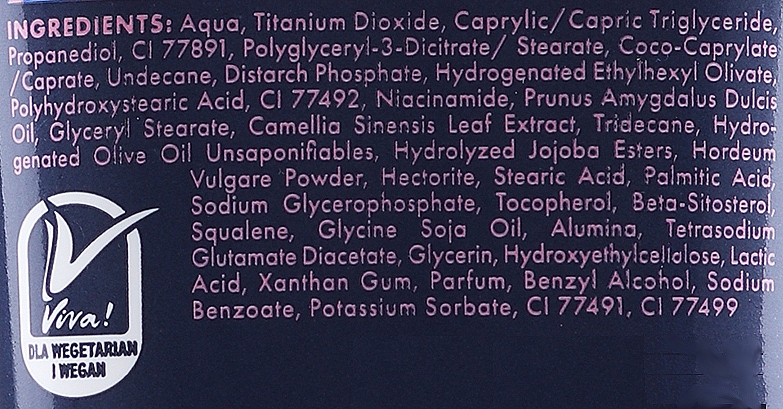 INGREDIENTS: Aqua, Titanium Dioxide, Caprylic/Capric Triglyceride,
Propanediol, CI 77891, Polyglyceryl-3-Dicitrate/ Stearate, Coco-Caprylate
/Caprate, Undecane, Distarch Phosphate, Hydrogenated Ethylhexyl Olivate,
Polyhydroxystearic Acid, CI 77492, Niacinamide, Prunus Amygdalus Dulcis
Oil, Glyceryl Stearate, Camellia Sinensis Leaf Extract, Tridecane, Hydro-
genated Olive Oil Unsaponifiables, Hydrolyzed Jojoba Esters, Hordeum
Vulgare Powder, Hectorite, Stearic Acid, Palmitic Acid,
Sodium Glycerophosphate, Tocopherol, Beta-Sitosterol,
Squalene, Glycine Soja Oil, Alumina, Tetrasodium
Glutamate Diacetate, Glycerin, Hydroxyethylcellulose, Lactic
Acid, Xanthan Gum, Parfum, Benzyl Alcohol, Sodium
Benzoate, Potassium Sorbate, CI 77491, CI 77499
Viva!
DLA WEGETARIAN
I WEGAN